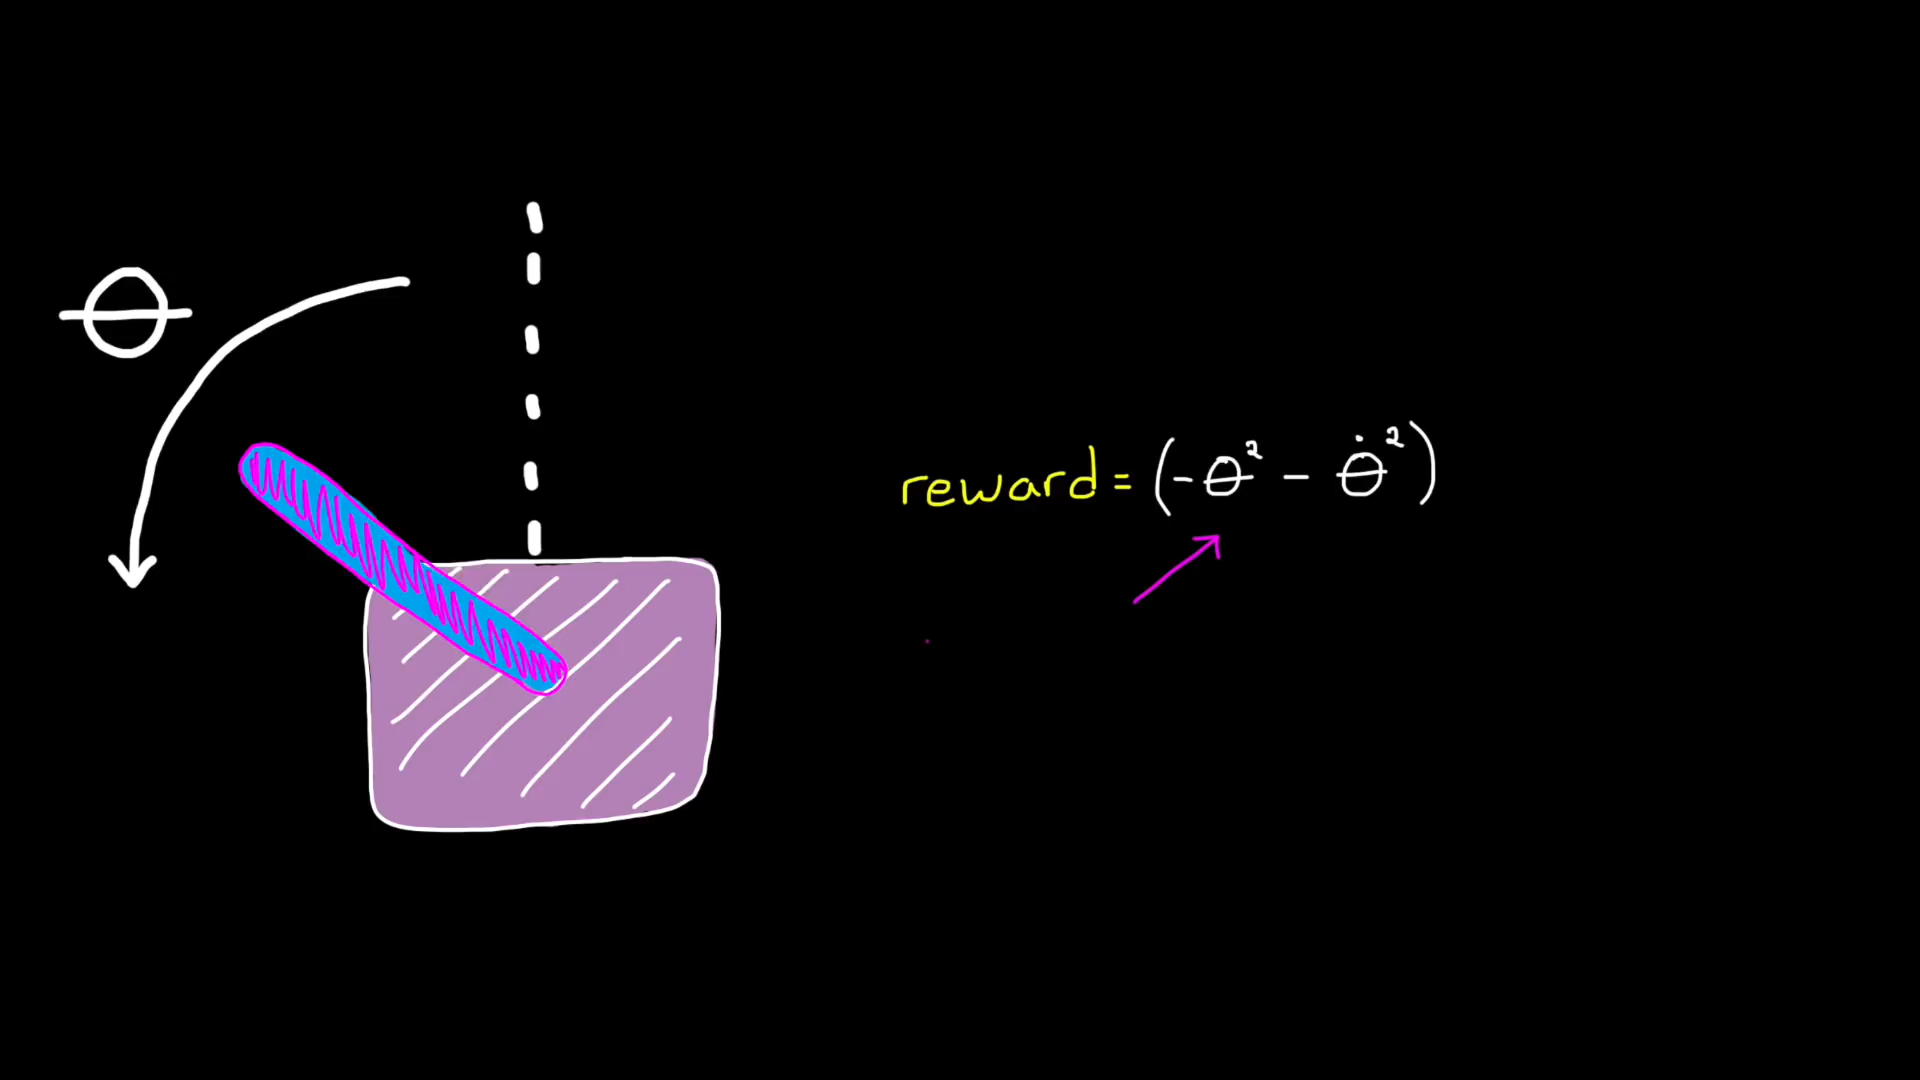 θ
reward = (-θ² - θ̇²)